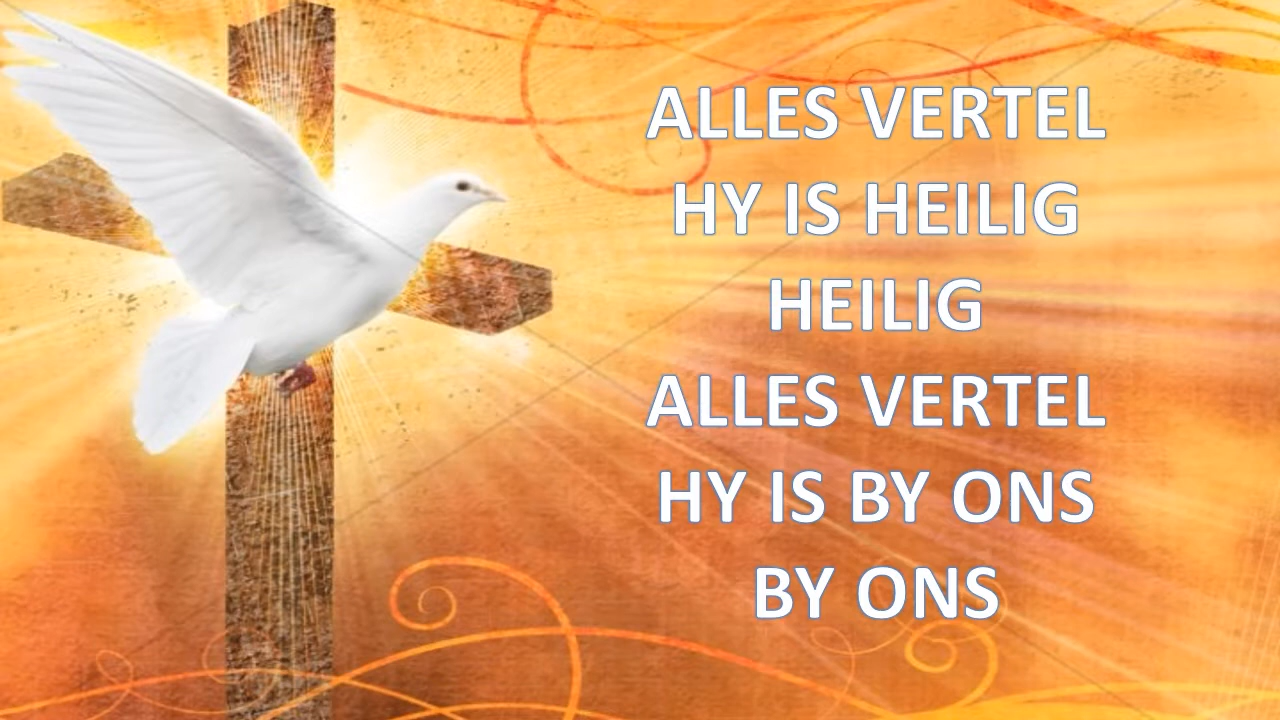 ALLES VERTEL
HY IS HEILIG
HEILIG
ALLES VERTEL
HY IS BY ONS
BY ONS